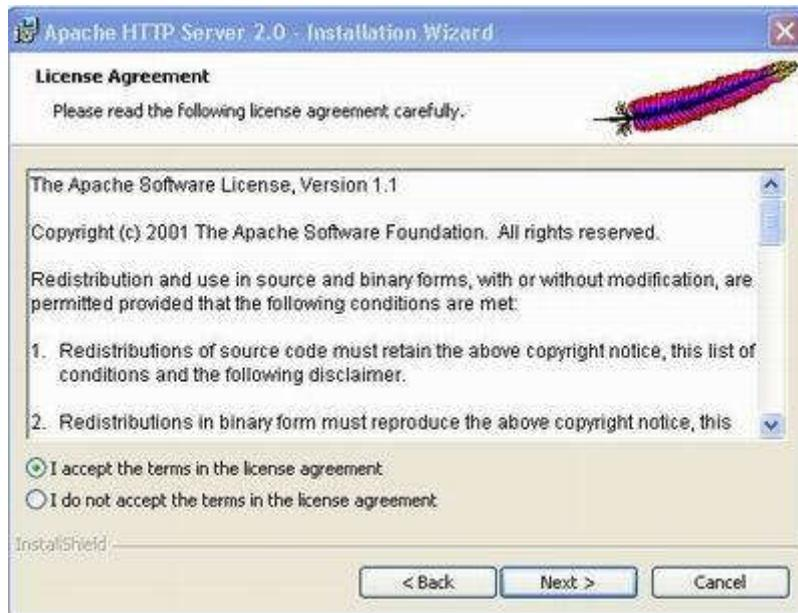 Apache HTTP Server 2.0 - Installation Wizard
License Agreement
Please read the following license agreement carefully.
The Apache Software License, Version 1.1
Copyright (c) 2001 The Apache Software Foundation. All rights reserved.
Redistribution and use in source and binary forms, with or without modification, are
permitted provided that the following conditions are met:
1. Redistributions of source code must retain the above copyright notice, this list of
conditions and the following disclaimer.
2. Redistributions in binary form must reproduce the above copyright notice, this
I accept the terms in the license agreement
I do not accept the terms in the license agreement
InstallShield
< Back
Next >
Cancel